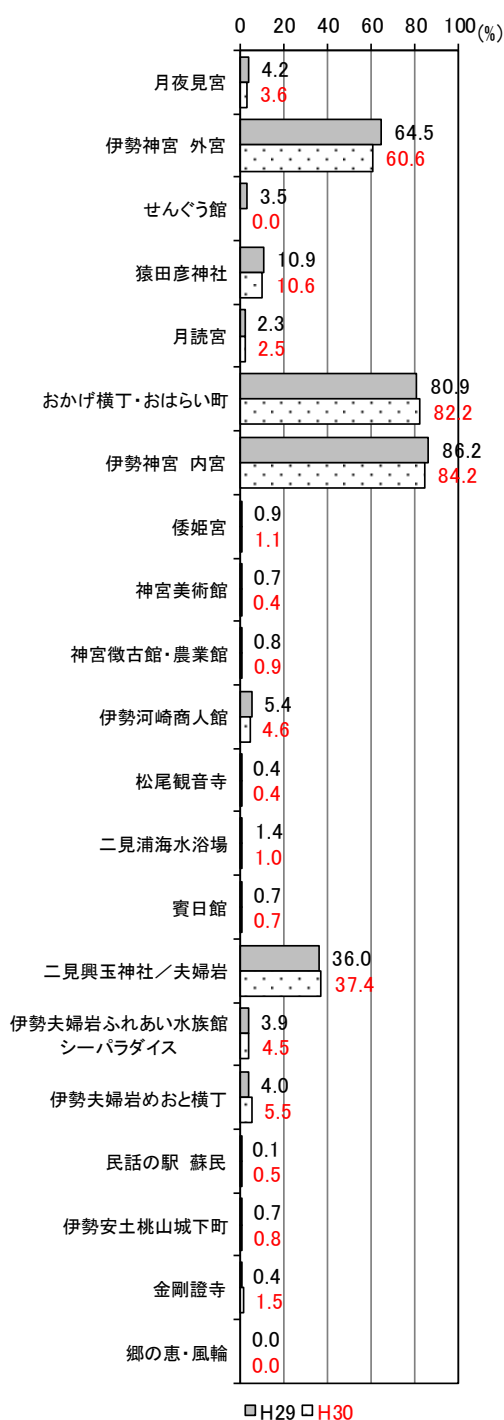 0 20 40 60 80 100 (%)
月夜見宮 4.2
3.6
伊勢神宮 外宮 64.5
60.6
せんぐう館 3.5
0.0
猿田彦神社 10.9
10.6
月読宮 2.3
2.5
おかげ横丁・おはらい町 80.9
82.2
伊勢神宮 内宮 86.2
84.2
倭姫宮 0.9
1.1
神宮美術館 0.7
0.4
神宮徴古館・農業館 0.8
0.9
伊勢河崎商人館 5.4
4.6
松尾観音寺 0.4
0.4
二見浦海水浴場 1.4
1.0
賓日館 0.7
0.7
二見興玉神社／夫婦岩 36.0
37.4
伊勢夫婦岩ふれあい水族館 3.9
シーパラダイス 4.5
伊勢夫婦岩めおと横丁 4.0
5.5
民話の駅 蘇民 0.1
0.5
伊勢安土桃山城下町 0.7
0.8
金剛證寺 0.4
1.5
郷の恵・風輪 0.0
0.0
H29 H30